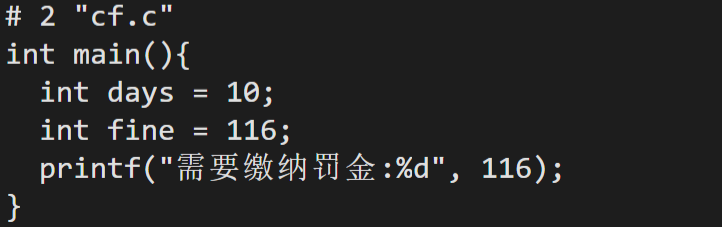 # 2 "cf.c"
int main(){
  int days = 10;
  int fine = 116;
  printf("需要缴纳罚金:%d", 116);
}